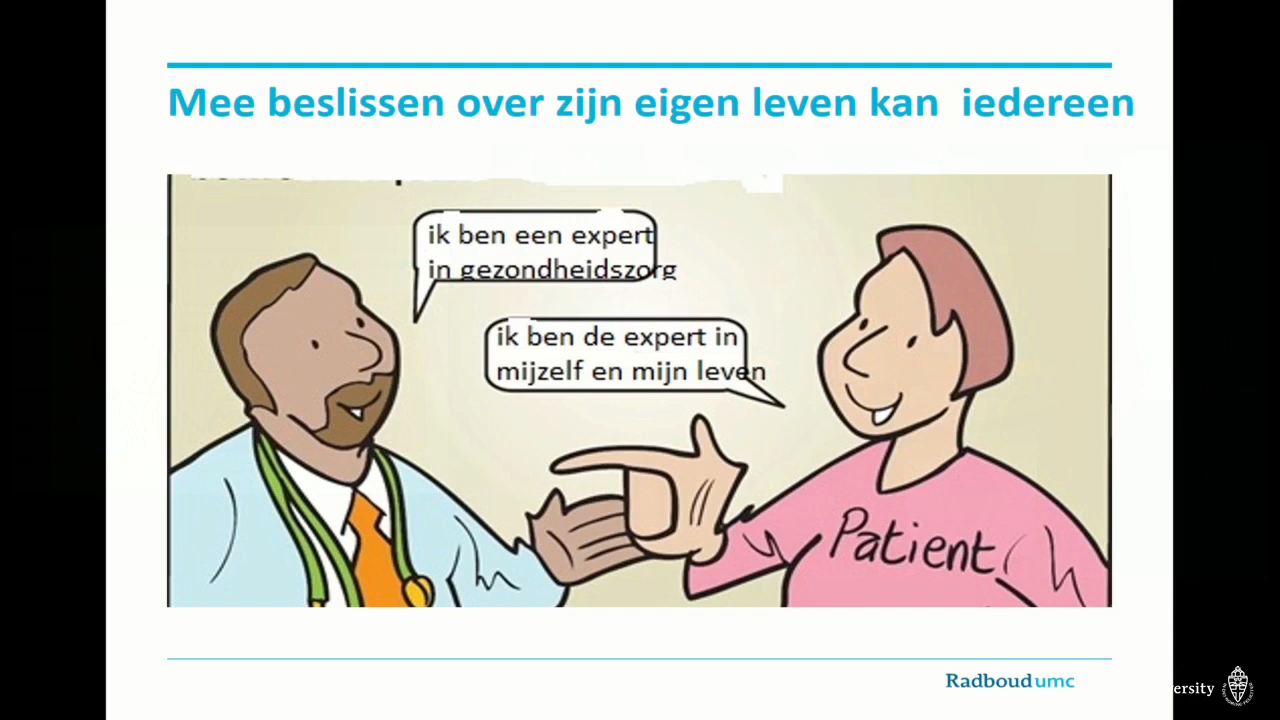 Mee beslissen over zijn eigen leven kan iedereen
ik ben een expert
in gezondheidszorg
ik ben de expert in
mijzelf en mijn leven
Patient
Radboudumc
ersity